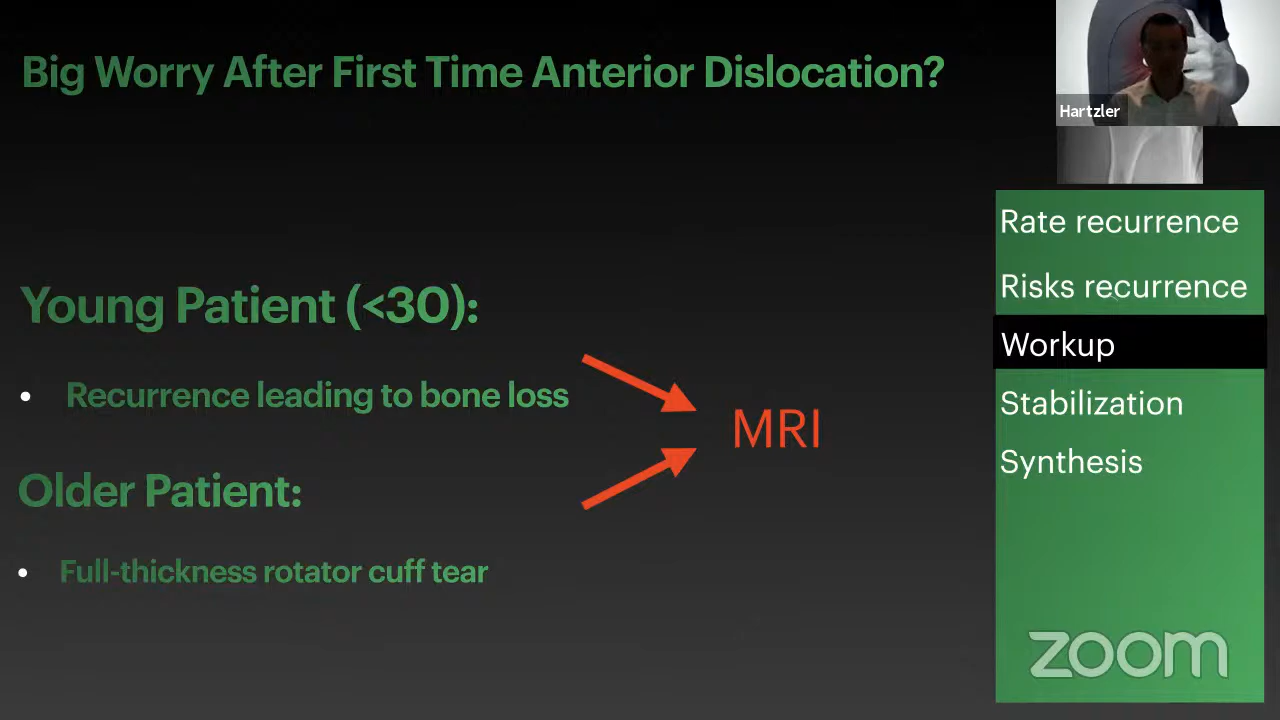 Big Worry After First Time Anterior Dislocation?
Hartzler
Young Patient (<30):
• Recurrence leading to bone loss
MRI
Older Patient:
• Full-thickness rotator cuff tear
Rate recurrence
Risks recurrence
Workup
Stabilization
Synthesis
zoom